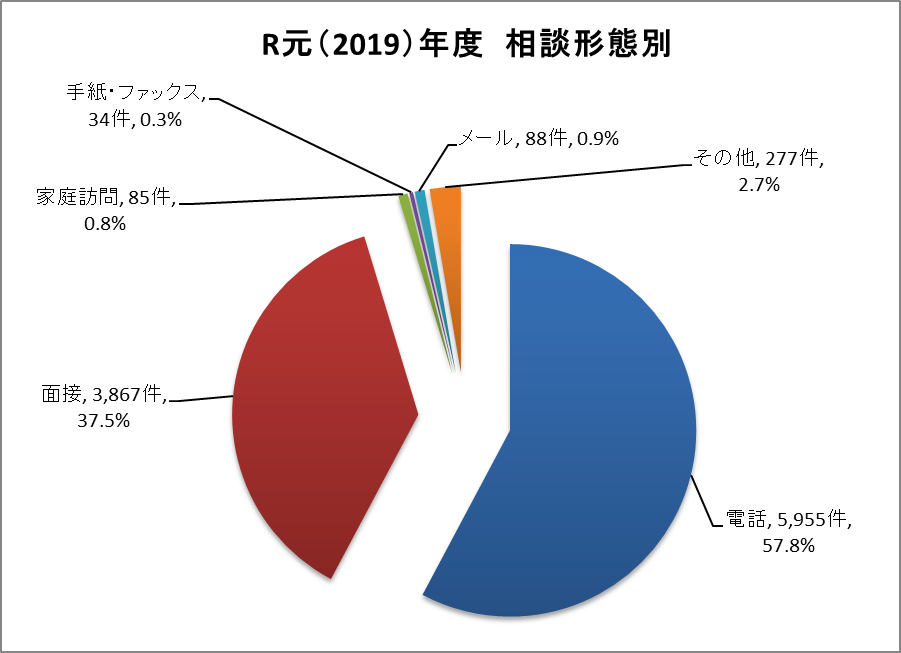 R元（2019）年度　相談形態別
手紙・ファックス,
34件, 0.3%
メール, 88件, 0.9%
その他, 277件,
2.7%
家庭訪問, 85件,
0.8%
面接, 3,867件,
37.5%
電話, 5,955件,
57.8%